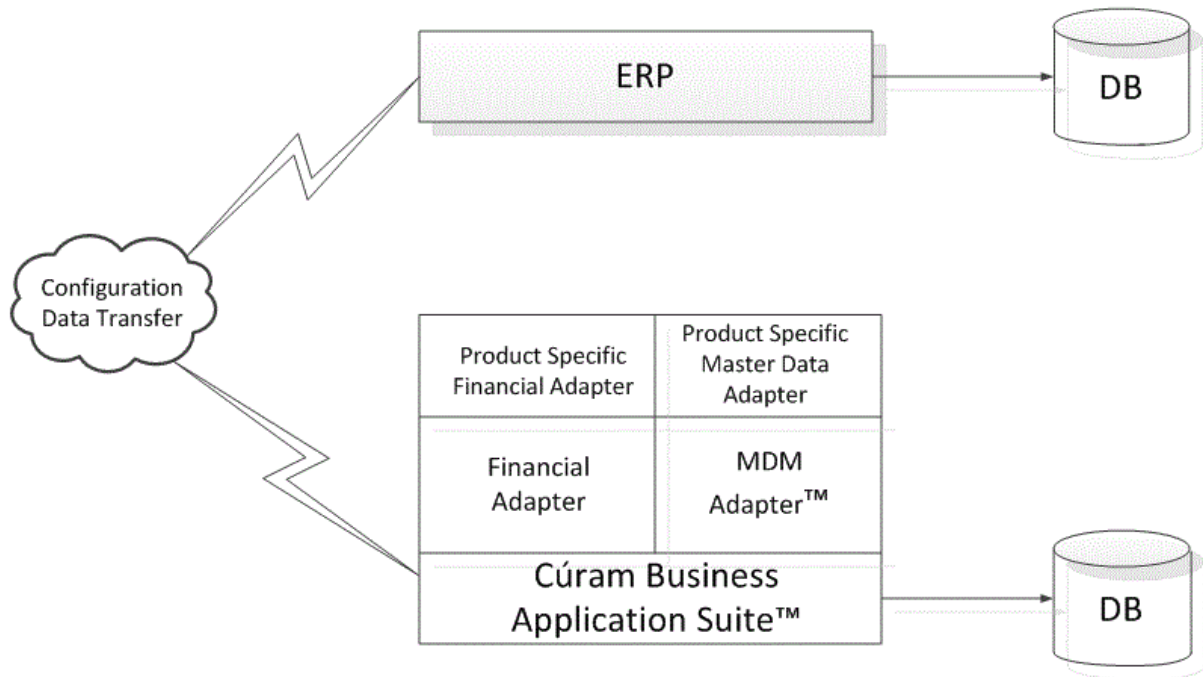 ERP
DB
Configuration
Data Transfer
Product Specific
Financial Adapter
Product Specific
Master Data
Adapter
Financial
Adapter
MDM
Adapter™
Cúram Business
Application Suite™
DB